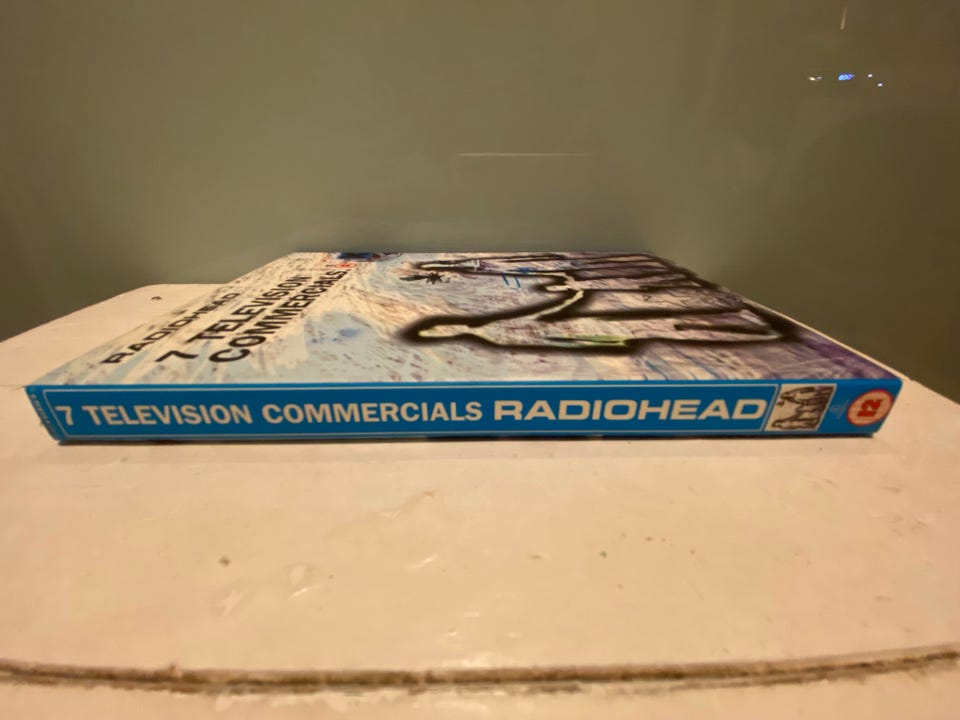 RADIOHEAD
7 TELEVISION
COMMERCIALS.
7 TELEVISION COMMERCIALS RADIOHEAD
12